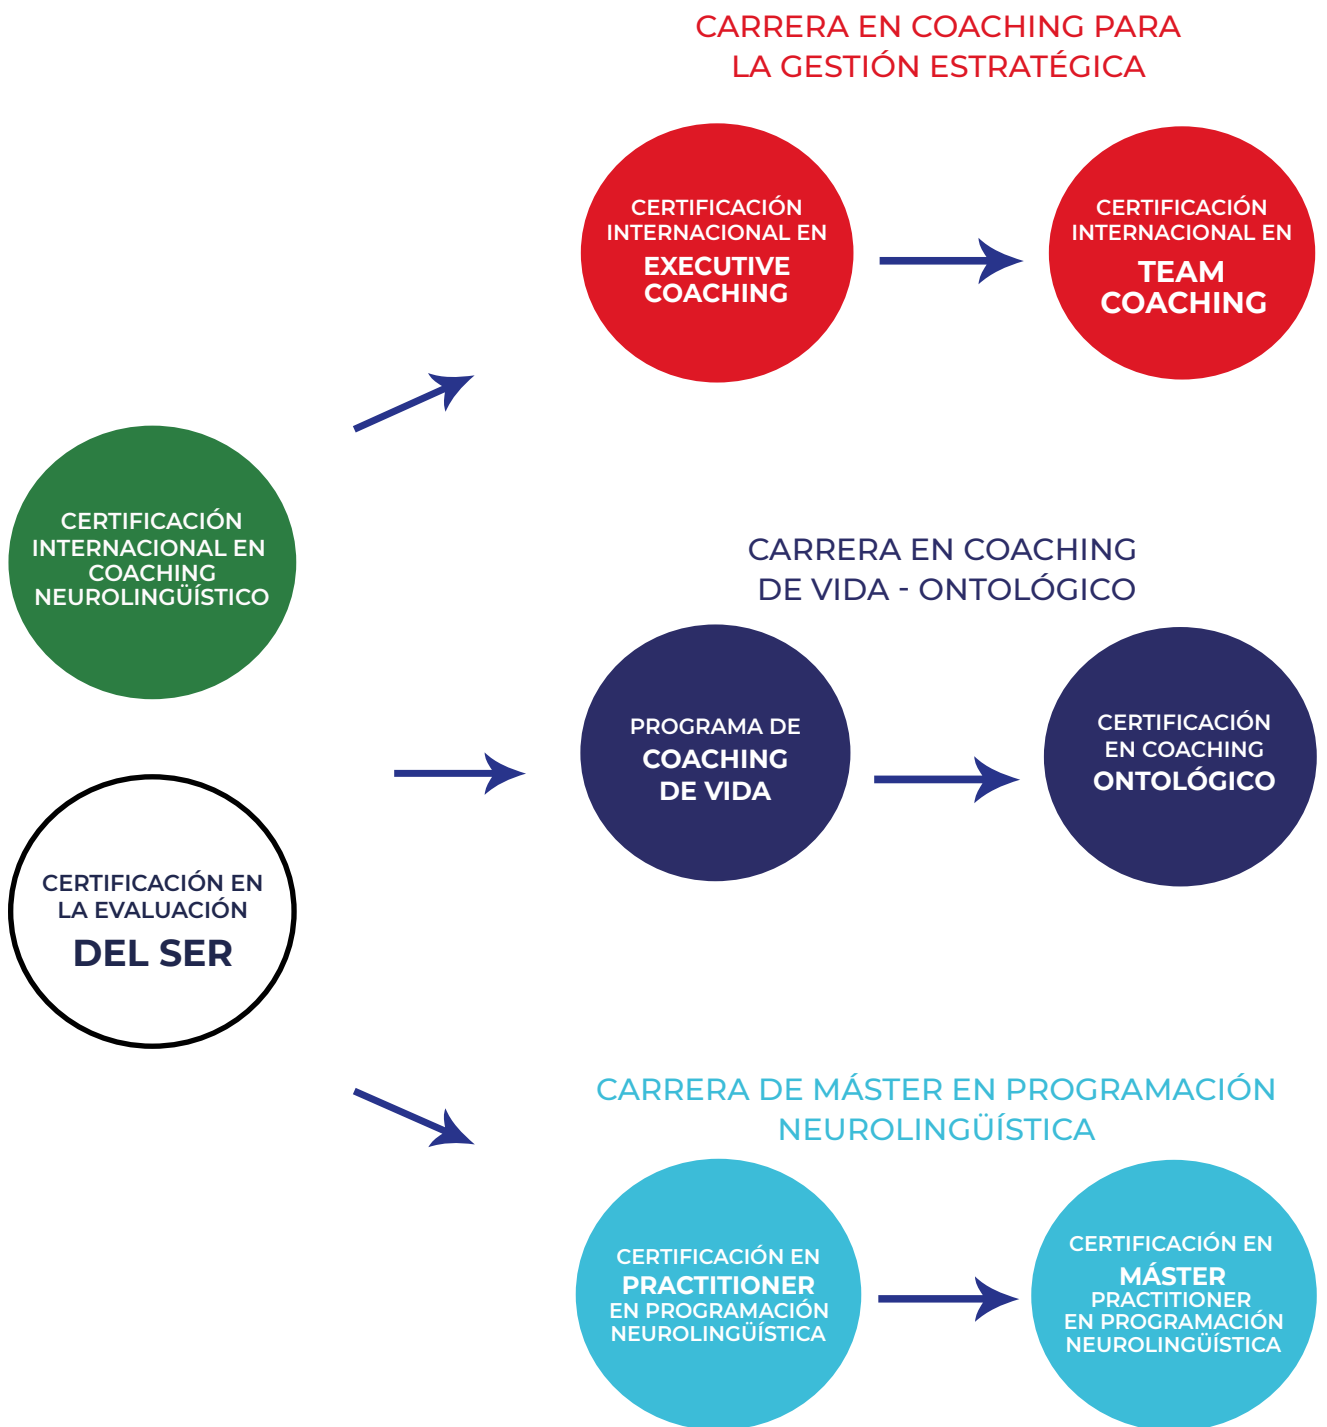 CARRERA EN COACHING PARA
LA GESTIÓN ESTRATÉGICA
CERTIFICACIÓN
INTERNACIONAL EN
EXECUTIVE
COACHING
CERTIFICACIÓN
INTERNACIONAL EN
TEAM
COACHING
CERTIFICACIÓN
INTERNACIONAL EN
COACHING
NEUROLINGÜÍSTICO
CARRERA EN COACHING
DE VIDA - ONTOLÓGICO
PROGRAMA DE
COACHING
DE VIDA
CERTIFICACIÓN
EN COACHING
ONTOLÓGICO
CERTIFICACIÓN EN
LA EVALUACIÓN
DEL SER
CARRERA DE MÁSTER EN PROGRAMACIÓN
NEUROLINGÜÍSTICA
CERTIFICACIÓN EN
PRACTITIONER
EN PROGRAMACIÓN
NEUROLINGÜÍSTICA
CERTIFICACIÓN EN
MÁSTER
PRACTITIONER
EN PROGRAMACIÓN
NEUROLINGÜÍSTICA